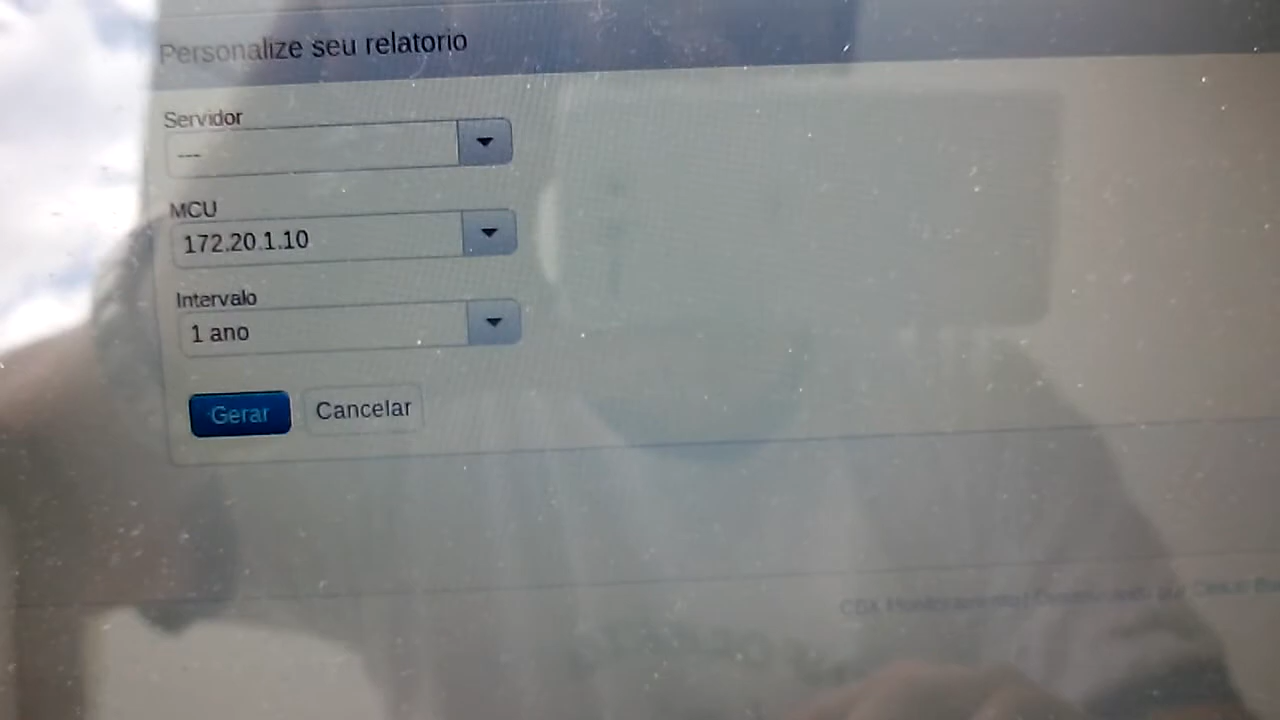 Personalize seu relatorio
Servidor
---
MCU
172.20.1.10
Intervalo
1 ano
Gerar Cancelar